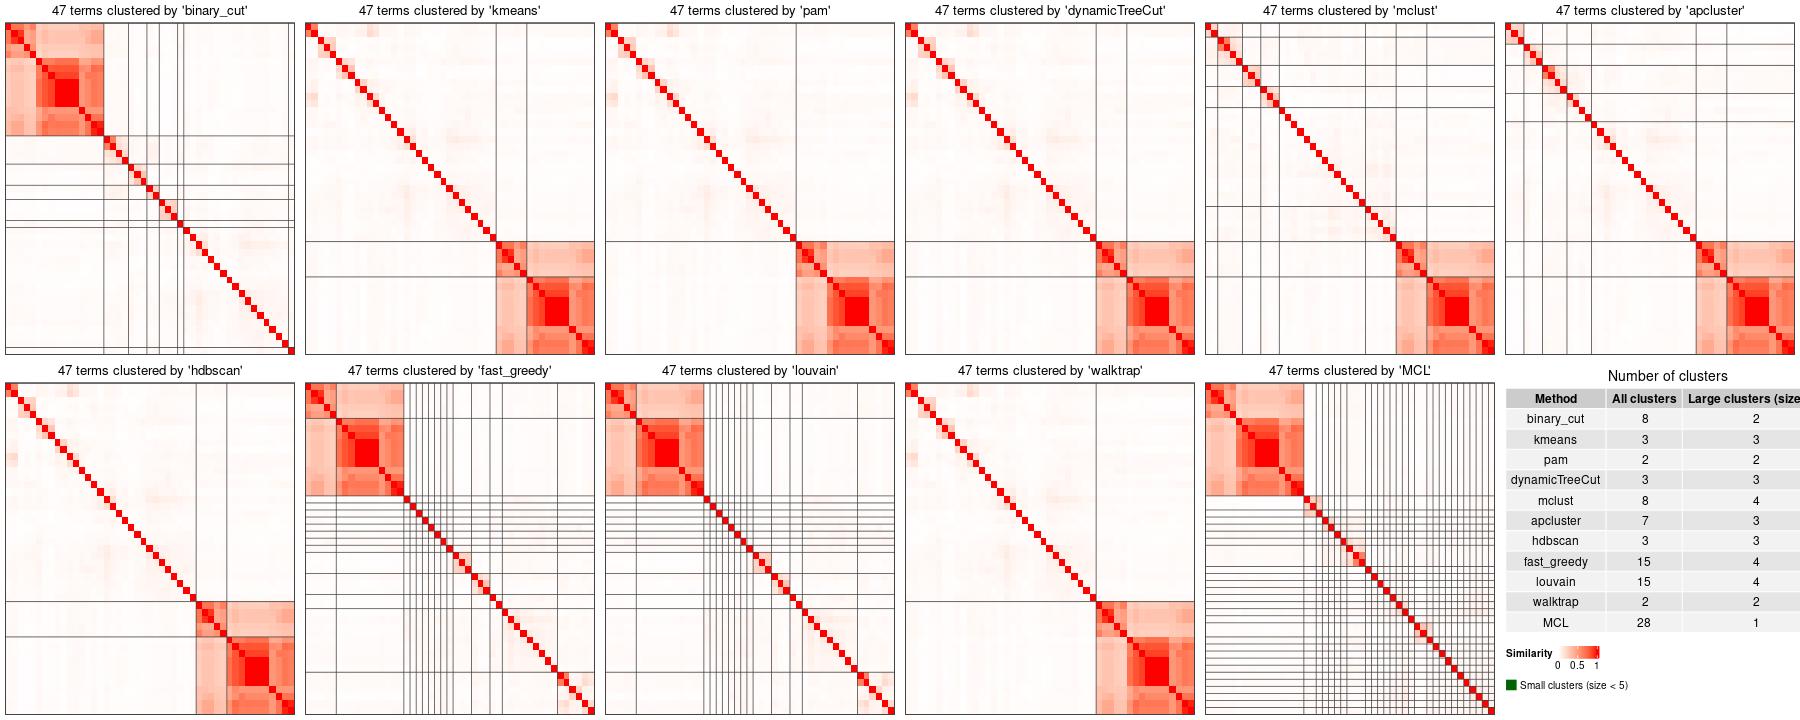 47 terms clustered by 'binary_cut'
47 terms clustered by 'kmeans'
47 terms clustered by 'pam'
47 terms clustered by 'dynamicTreeCut'
47 terms clustered by 'mclust'
47 terms clustered by 'apcluster'
47 terms clustered by 'hdbscan'
47 terms clustered by 'fast_greedy'
47 terms clustered by 'louvain'
47 terms clustered by 'walktrap'
47 terms clustered by 'MCL'
Number of clusters
Method All clusters Large clusters (size
binary_cut 8 2
kmeans 3 3
pam 2 2
dynamicTreeCut 3 3
mclust 8 4
apcluster 7 3
hdbscan 3 3
fast_greedy 15 4
louvain 15 4
walktrap 2 2
MCL 28 1
Similarity
0 0.5 1
Small clusters (size < 5)